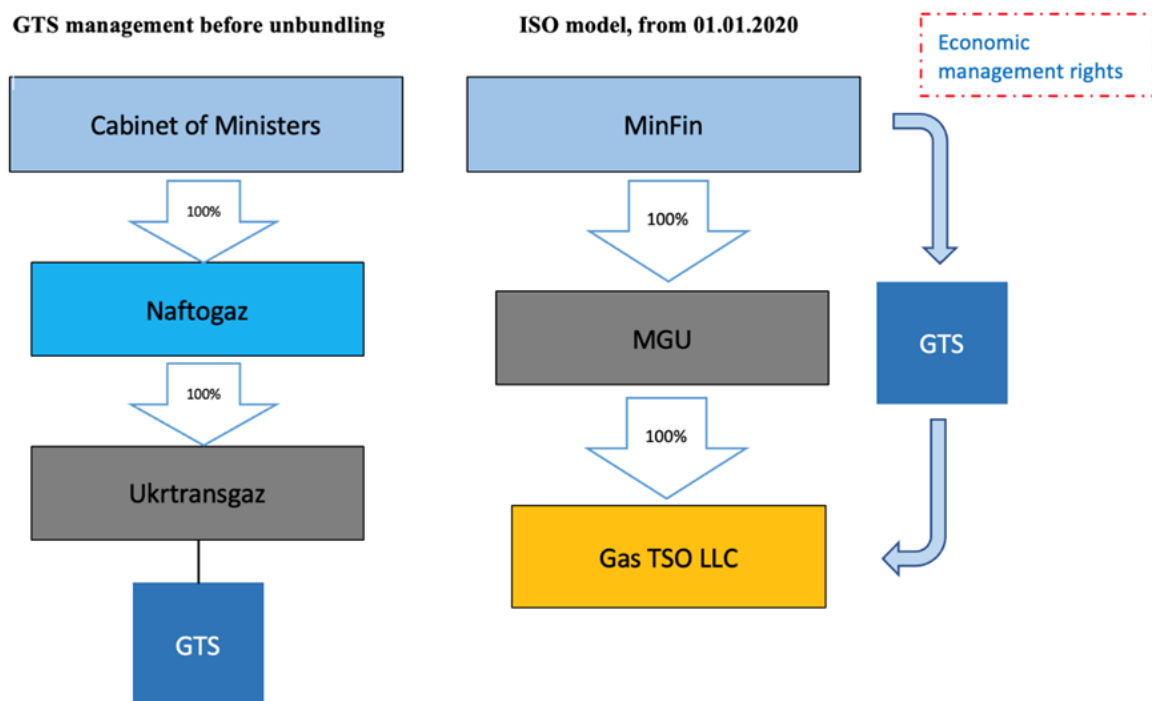 GTS management before unbundling
Cabinet of Ministers
100%
Naftogaz
100%
Ukrtransgaz
GTS
ISO model, from 01.01.2020
MinFin
100%
MGU
100%
Gas TSO LLC
Economic
management rights
GTS